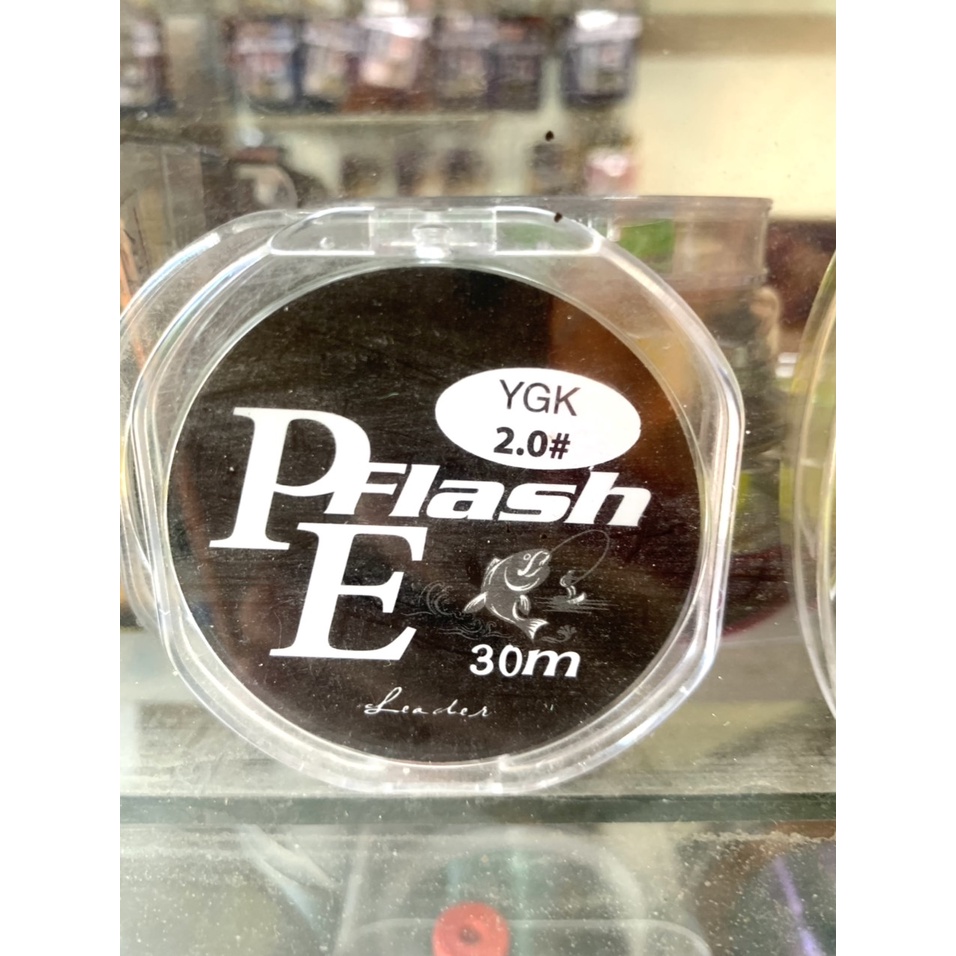 YGK
2.0#
PE
Flash
30m
Leader